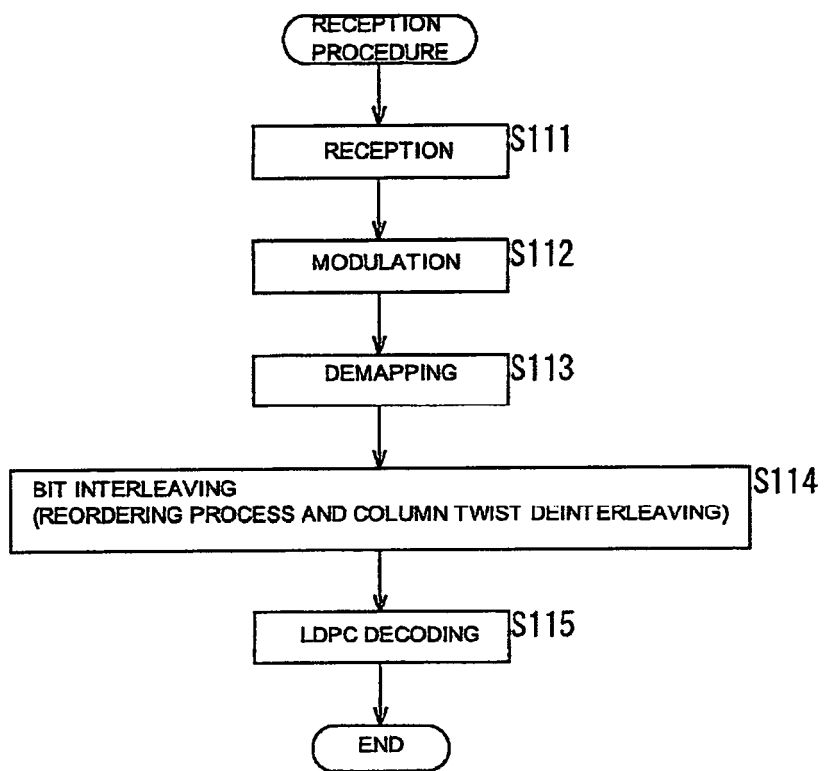 RECEPTION
PROCEDURE
RECEPTION
S111
MODULATION
S112
DEMAPPING
S113
BIT INTERLEAVING
(REORDERING PROCESS AND COLUMN TWIST DEINTERLEAVING)
S114
LDPC DECODING
S115
END